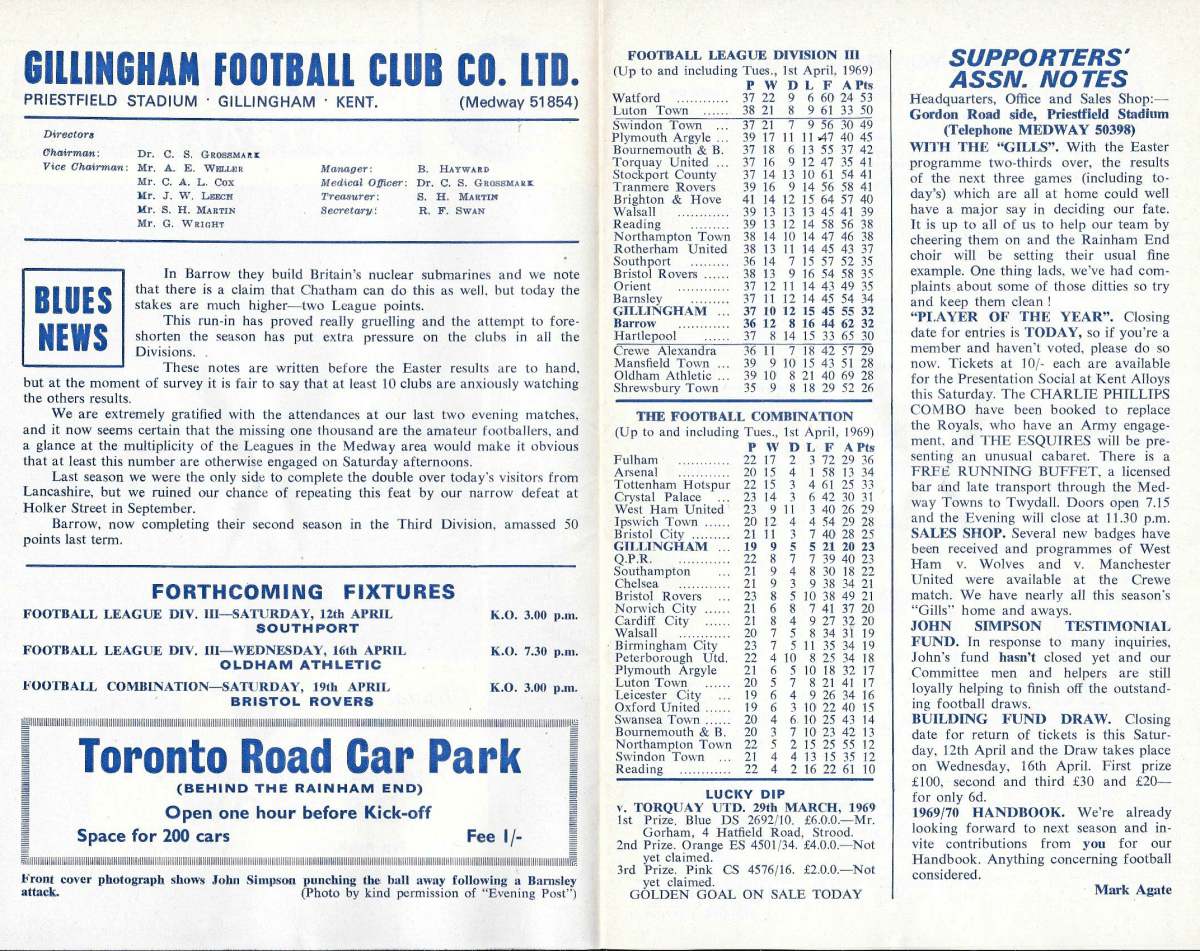 GILLINGHAM FOOTBALL CLUB CO. LTD.
PRIESTFIELD STADIUM · GILLINGHAM · KENT. (Medway 51854)
Directors
Chairman: Dr. C. S. GROSSMARK
Vice Chairman: Mr. A. E. WELLER
Mr. C. A. L. COX
Mr. J. W. LEECH
Mr. S. H. MARTIN
Mr. G. WRIGHT
Manager: B. HAYWARD
Medical Officer: Dr. C. S. GROSSMARK
Treasurer: S. H. MARTIN
Secretary: R. F. SWAN
BLUES
NEWS
In Barrow they build Britain's nuclear submarines and we note
that there is a claim that Chatham can do this as well, but today the
stakes are much higher—two League points.
This run-in has proved really gruelling and the attempt to fore-
shorten the season has put extra pressure on the clubs in all the
Divisions.
These notes are written before the Easter results are to hand,
but at the moment of survey it is fair to say that at least 10 clubs are anxiously watching
the others results.
We are extremely gratified with the attendances at our last two evening matches,
and it now seems certain that the missing one thousand are the amateur footballers, and
a glance at the multiplicity of the Leagues in the Medway area would make it obvious
that at least this number are otherwise engaged on Saturday afternoons.
Last season we were the only side to complete the double over today's visitors from
Lancashire, but we ruined our chance of repeating this feat by our narrow defeat at
Holker Street in September.
Barrow, now completing their second season in the Third Division, amassed 50
points last term.
FORTHCOMING FIXTURES
FOOTBALL LEAGUE DIV. III—SATURDAY, 12th APRIL K.O. 3.00 p.m.
SOUTHPORT
FOOTBALL LEAGUE DIV. III—WEDNESDAY, 16th APRIL K.O. 7.30 p.m.
OLDHAM ATHLETIC
FOOTBALL COMBINATION—SATURDAY, 19th APRIL K.O. 3.00 p.m.
BRISTOL ROVERS
Toronto Road Car Park
(BEHIND THE RAINHAM END)
Open one hour before Kick-off
Space for 200 cars Fee 1/-
Front cover photograph shows John Simpson punching the ball away following a Barnsley
attack. (Photo by kind permission of "Evening Post")
FOOTBALL LEAGUE DIVISION III
(Up to and including Tues., 1st April, 1969)
P W D L F A Pts
Watford ............ 37 22 9 6 60 24 53
Luton Town ...... 38 21 8 9 61 33 50
Swindon Town ... 37 21 7 9 56 30 49
Plymouth Argyle ... 39 17 11 11 47 40 45
Bournemouth & B. 37 18 6 13 55 37 42
Torquay United ... 37 16 9 12 47 35 41
Stockport County 37 14 13 10 61 54 41
Tranmere Rovers 39 16 9 14 56 58 41
Brighton & Hove 41 14 12 15 64 57 40
Walsall ............ 39 13 13 13 45 41 39
Reading ......... 39 13 12 14 58 56 38
Northampton Town 38 14 10 14 47 46 38
Rotherham United 38 13 11 14 45 43 37
Southport ......... 36 14 7 15 57 52 35
Bristol Rovers ...... 38 13 9 16 54 58 35
Orient ............ 37 12 11 14 43 49 35
Barnsley ......... 37 11 12 14 45 54 34
GILLINGHAM ... 37 10 12 15 45 55 32
Barrow ............ 36 12 8 16 44 62 32
Hartlepool ...... 37 8 14 15 33 65 30
Crewe Alexandra 36 11 7 18 42 57 29
Mansfield Town ... 39 9 10 15 43 51 28
Oldham Athletic ... 39 10 8 21 40 69 28
Shrewsbury Town 35 9 8 18 29 52 26
THE FOOTBALL COMBINATION
(Up to and including Tues., 1st April, 1969)
P W D L F A Pts
Fulham ............ 22 17 2 3 72 29 36
Arsenal ............ 20 15 4 1 58 13 34
Tottenham Hotspur 22 15 3 4 61 25 33
Crystal Palace ... 23 14 3 6 42 30 31
West Ham United 23 9 11 3 40 26 29
Ipswich Town ...... 20 12 4 4 54 29 28
Bristol City ......... 21 11 3 7 40 28 25
GILLINGHAM ... 19 9 5 5 21 20 23
Q.P.R. ............ 22 8 7 7 39 40 23
Southampton ... 21 9 4 8 30 18 22
Chelsea ............ 21 9 3 9 38 34 21
Bristol Rovers ... 23 8 5 10 38 49 21
Norwich City ...... 21 6 8 7 41 37 20
Cardiff City ...... 21 8 4 9 27 32 20
Walsall ............ 20 7 5 8 34 31 19
Birmingham City 23 7 5 11 35 34 19
Peterborough Utd. 22 4 10 8 25 34 18
Plymouth Argyle 21 6 5 10 18 32 17
Luton Town ...... 20 5 7 8 21 41 17
Leicester City ... 19 6 4 9 26 34 16
Oxford United ...... 19 6 3 10 22 40 15
Swansea Town ...... 20 4 6 10 25 43 14
Bournemouth & B. 20 3 7 10 23 42 13
Northampton Town 22 5 2 15 25 55 12
Swindon Town ... 21 4 4 13 15 35 12
Reading ............ 22 4 2 16 22 61 10
LUCKY DIP
v. TORQUAY UTD. 29th MARCH, 1969
1st Prize, Blue DS 2692/10. £6.0.0.—Mr.
Gorham, 4 Hatfield Road, Strood.
2nd Prize. Orange ES 4501/34. £4.0.0.—Not
yet claimed.
3rd Prize. Pink CS 4576/16. £2.0.0.—Not
yet claimed.
GOLDEN GOAL ON SALE TODAY
SUPPORTERS'
ASSN. NOTES
Headquarters, Office and Sales Shop:—
Gordon Road side, Priestfield Stadium
(Telephone MEDWAY 50398)
WITH THE "GILLS". With the Easter
programme two-thirds over, the results
of the next three games (including to-
day's) which are all at home could well
have a major say in deciding our fate.
It is up to all of us to help our team by
cheering them on and the Rainham End
choir will be setting their usual fine
example. One thing lads, we've had com-
plaints about some of those ditties so try
and keep them clean !
"PLAYER OF THE YEAR". Closing
date for entries is TODAY, so if you're a
member and haven't voted, please do so
now. Tickets at 10/- each are available
for the Presentation Social at Kent Alloys
this Saturday. The CHARLIE PHILLIPS
COMBO have been booked to replace
the Royals, who have an Army engage-
ment, and THE ESQUIRES will be pre-
senting an unusual cabaret. There is a
FREE RUNNING BUFFET, a licensed
bar and late transport through the Med-
way Towns to Twydall. Doors open 7.15
and the Evening will close at 11.30 p.m.
SALES SHOP. Several new badges have
been received and programmes of West
Ham v. Wolves and v. Manchester
United were available at the Crewe
match. We have nearly all this season's
"Gills" home and aways.
JOHN SIMPSON TESTIMONIAL
FUND. In response to many inquiries,
John's fund hasn't closed yet and our
Committee men and helpers are still
loyally helping to finish off the outstand-
ing football draws.
BUILDING FUND DRAW. Closing
date for return of tickets is this Satur-
day, 12th April and the Draw takes place
on Wednesday, 16th April. First prize
£100, second and third £30 and £20—
for only 6d.
1969/70 HANDBOOK. We're already
looking forward to next season and in-
vite contributions from you for our
Handbook. Anything concerning football
considered.
Mark Agate